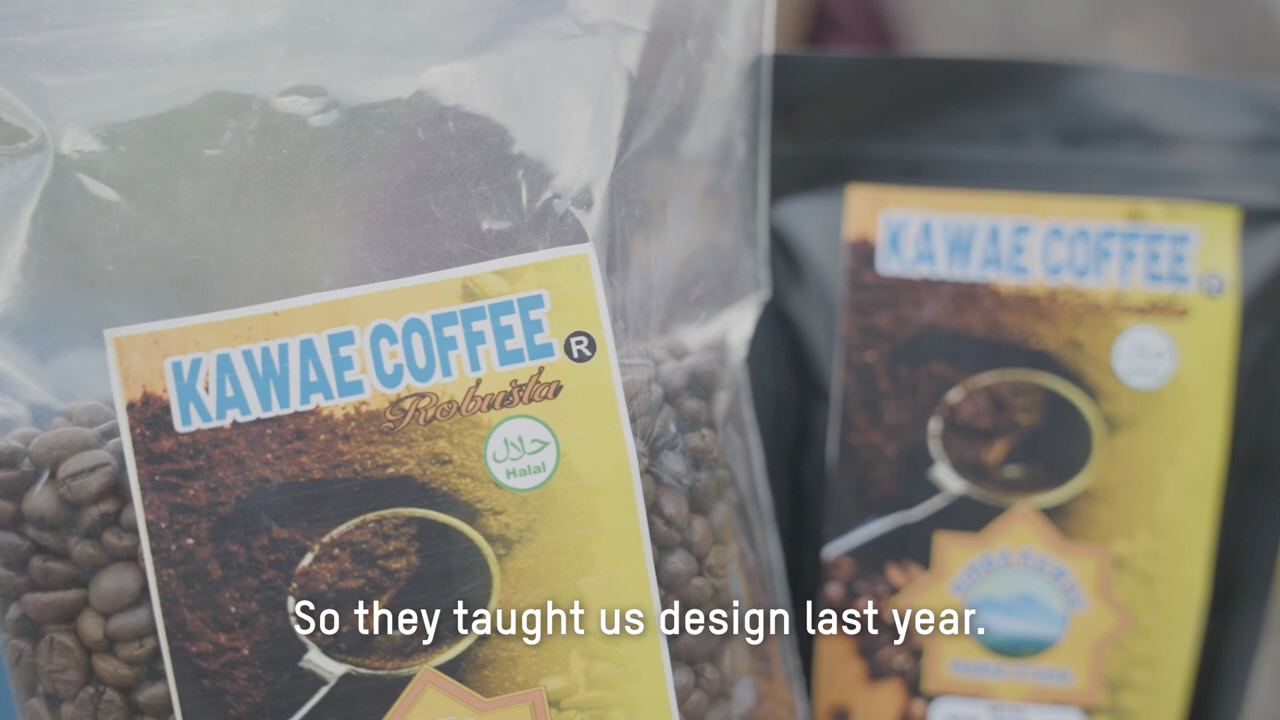 KAWAE COFFEE
R
Robusta
حلال
Halal
KAWAE COFFEE
So they taught us design last year.